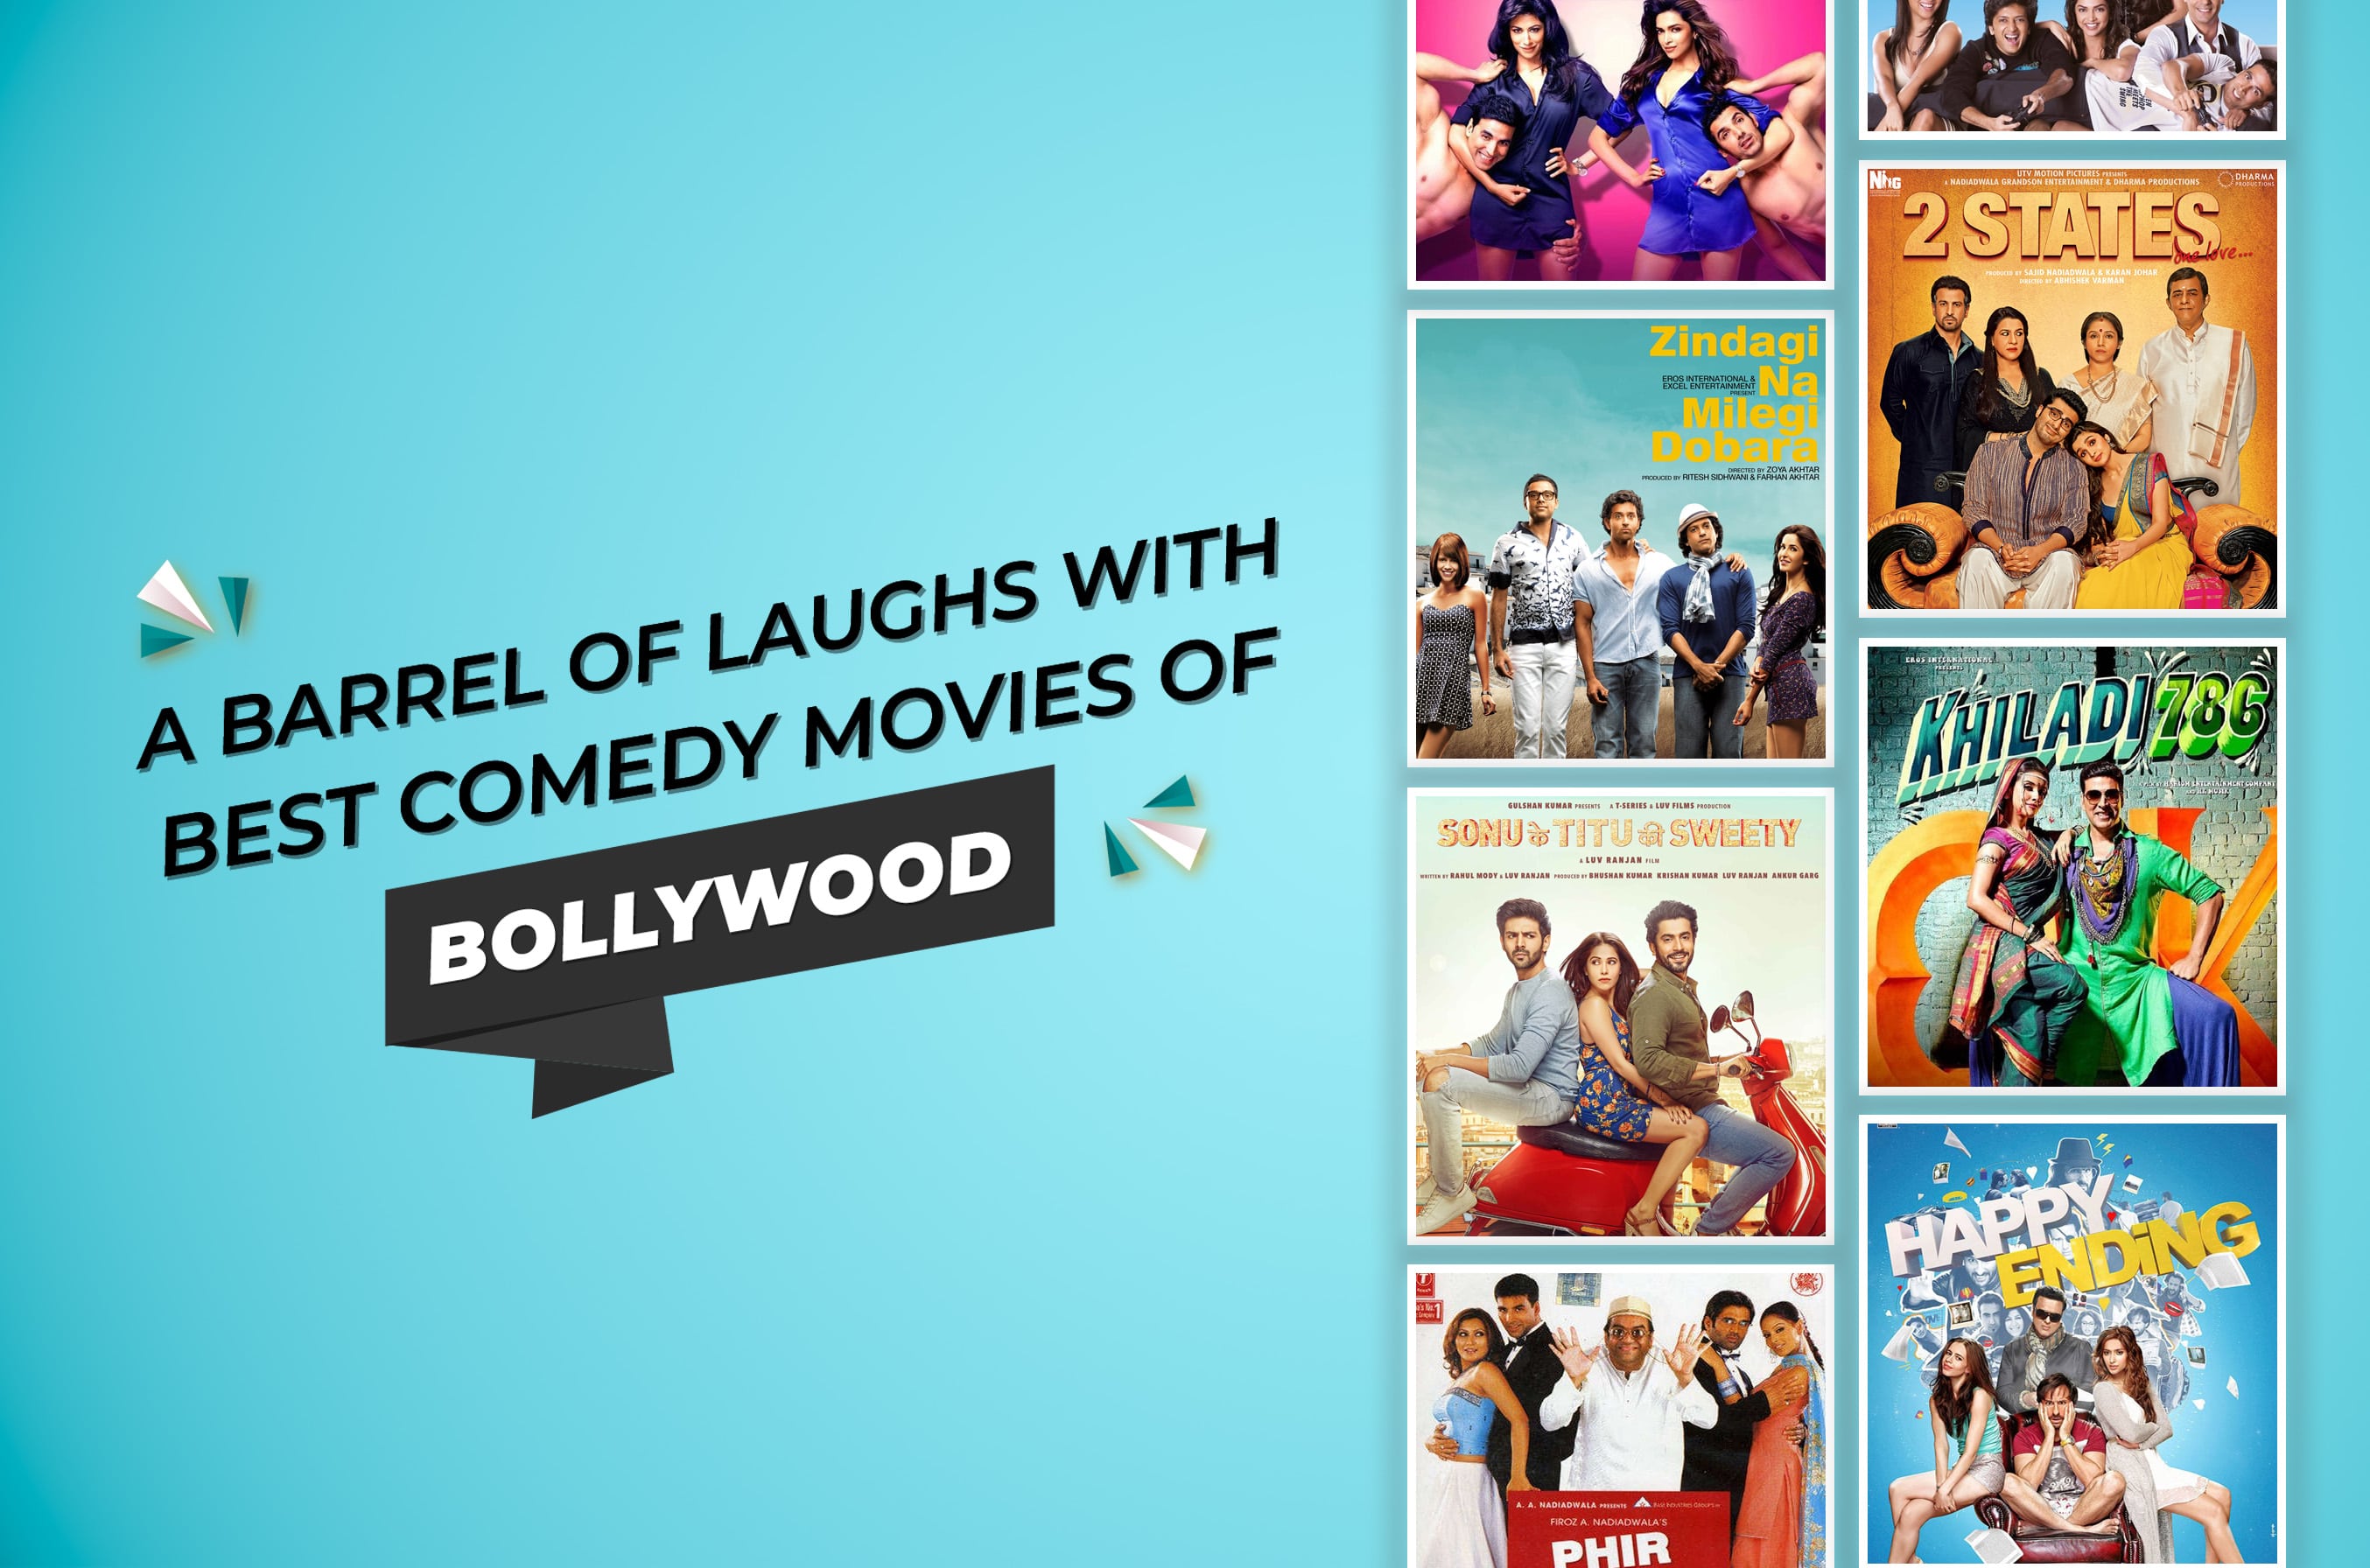 A BARREL OF LAUGHS WITH
BEST COMEDY MOVIES OF
BOLLYWOOD
Zindagi
EROS INTERNATIONAL &
EXCEL ENTERTAINMENT
PRESENT
Na
Milegi
Dobara
DIRECTED BY ZOYA AKHTAR
PRODUCED BY RITESH SIDHWANI & FARHAN AKHTAR
GULSHAN KUMAR PRESENTS A T-SERIES & LUV FILMS PRODUCTION
SONU के TITU की SWEETY
A LUV RANJAN FILM
WRITTEN BY RAHUL MODY & LUV RANJAN PRODUCED BY BHUSHAN KUMAR KRISHAN KUMAR LUV RANJAN ANKUR GARG
A. A. NADIADWALA PRESENTS BASE INDUSTRIES GROUP'S
FIROZ A. NADIADWALA'S
PHIR
UTV MOTION PICTURES PRESENTS
A NADIADWALA GRANDSON ENTERTAINMENT & DHARMA PRODUCTIONS
NNG
DHARMA
PRODUCTIONS
2 STATES
one love...
PRODUCED BY SAJID NADIADWALA & KARAN JOHAR
DIRECTED BY ABHISHEK VARMAN
EROS INTERNATIONAL
PRESENTS
KHILADI 786
HAPPY
ENDiNG